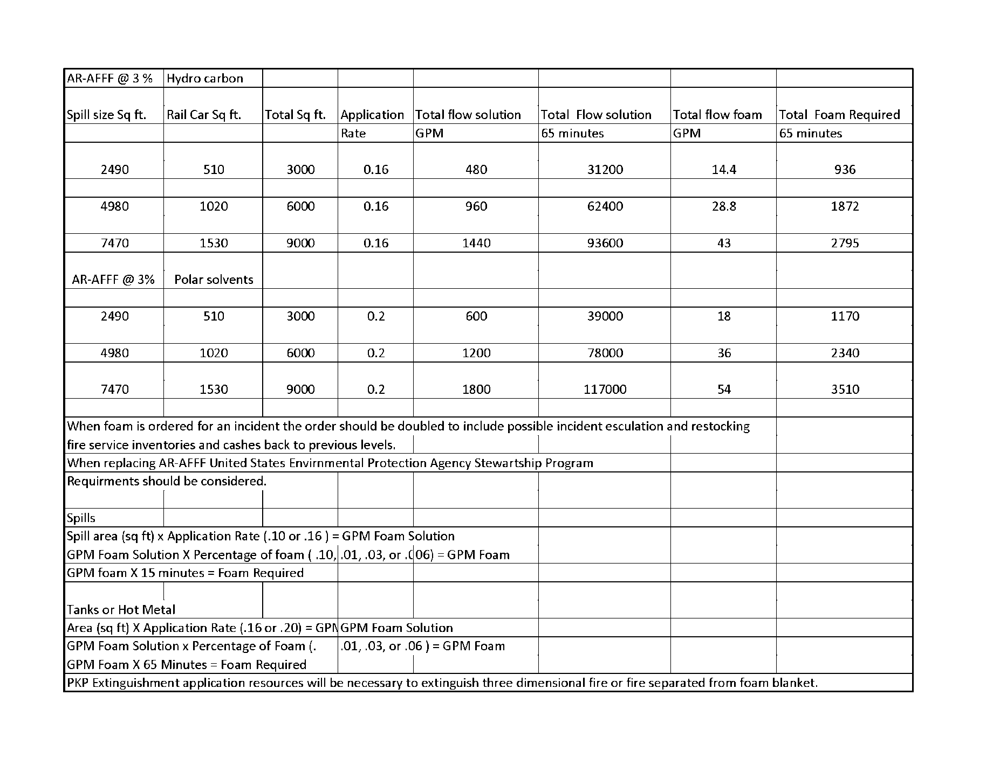 AR-AFFF @ 3 % Hydro carbon
Spill size Sq ft. Rail Car Sq ft. Total Sq ft. Application Total flow solution Total Flow solution Total flow foam Total Foam Required
Rate GPM 65 minutes GPM 65 minutes
2490 510 3000 0.16 480 31200 14.4 936
4980 1020 6000 0.16 960 62400 28.8 1872
7470 1530 9000 0.16 1440 93600 43 2795
AR-AFFF @ 3% Polar solvents
2490 510 3000 0.2 600 39000 18 1170
4980 1020 6000 0.2 1200 78000 36 2340
7470 1530 9000 0.2 1800 117000 54 3510
When foam is ordered for an incident the order should be doubled to include possible incident esculation and restocking
fire service inventories and cashes back to previous levels.
When replacing AR-AFFF United States Envirnmental Protection Agency Stewartship Program
Requirments should be considered.
Spills
Spill area (sq ft) x Application Rate (.10 or .16 ) = GPM Foam Solution
GPM Foam Solution X Percentage of foam ( .10, .01, .03, or .006) = GPM Foam
GPM foam X 15 minutes = Foam Required
Tanks or Hot Metal
Area (sq ft) X Application Rate (.16 or .20) = GPM GPM Foam Solution
GPM Foam Solution x Percentage of Foam (. .01, .03, or .06 ) = GPM Foam
GPM Foam X 65 Minutes = Foam Required
PKP Extinguishment application resources will be necessary to extinguish three dimensional fire or fire separated from foam blanket.